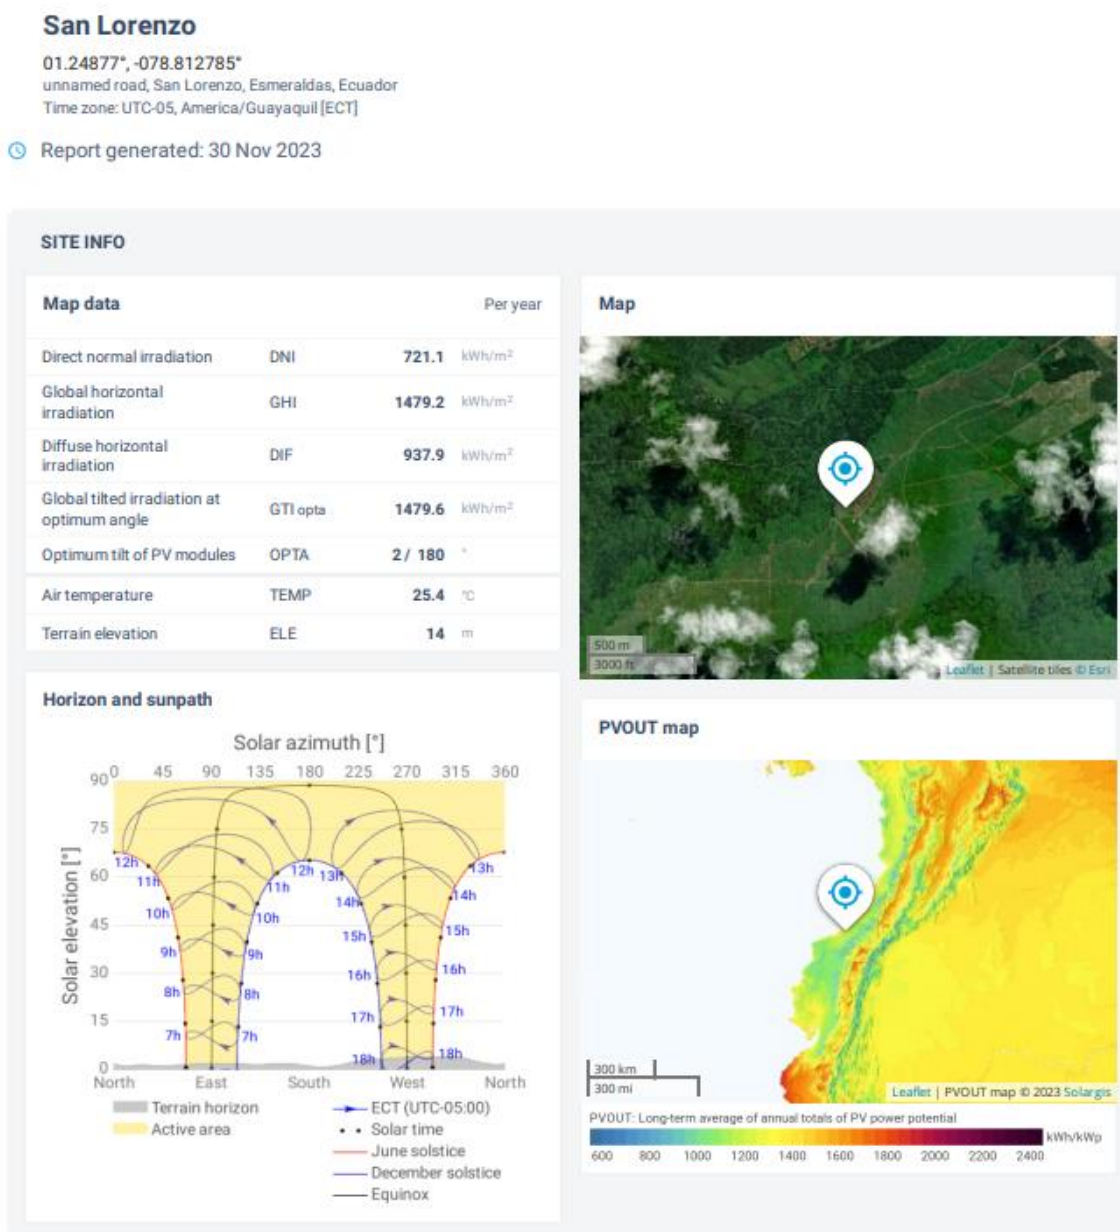 San Lorenzo
01.24877°, -078.812785°
unnamed road, San Lorenzo, Esmeraldas, Ecuador
Time zone: UTC-05, America/Guayaquil [ECT]
Report generated: 30 Nov 2023
SITE INFO
Map data Per year
Direct normal irradiation DNI 721.1 kWh/m²
Global horizontal
irradiation GHI 1479.2 kWh/m²
Diffuse horizontal
irradiation DIF 937.9 kWh/m²
Global tilted irradiation at
optimum angle GTI opta 1479.6 kWh/m²
Optimum tilt of PV modules OPTA 2 / 180 °
Air temperature TEMP 25.4 °C
Terrain elevation ELE 14 m
Map
500 m
3000 ft
Leaflet | Satellite tiles © Esri
Horizon and sunpath
Solar azimuth [°]
0 45 90 135 180 225 270 315 360
Solar elevation [°]
90
75
60
45
30
15
0
12h 12h 13h 13h
11h 11h 14h 14h
10h 10h 15h 15h
9h 9h 16h 16h
8h 8h 17h 17h
7h 7h 18h 18h
North East South West North
Terrain horizon
Active area
ECT (UTC-05:00)
Solar time
June solstice
December solstice
Equinox
PVOUT map
300 km
300 mi
Leaflet | PVOUT map © 2023 Solargis
PVOUT: Long-term average of annual totals of PV power potential
kWh/kWp
600 800 1000 1200 1400 1600 1800 2000 2200 2400